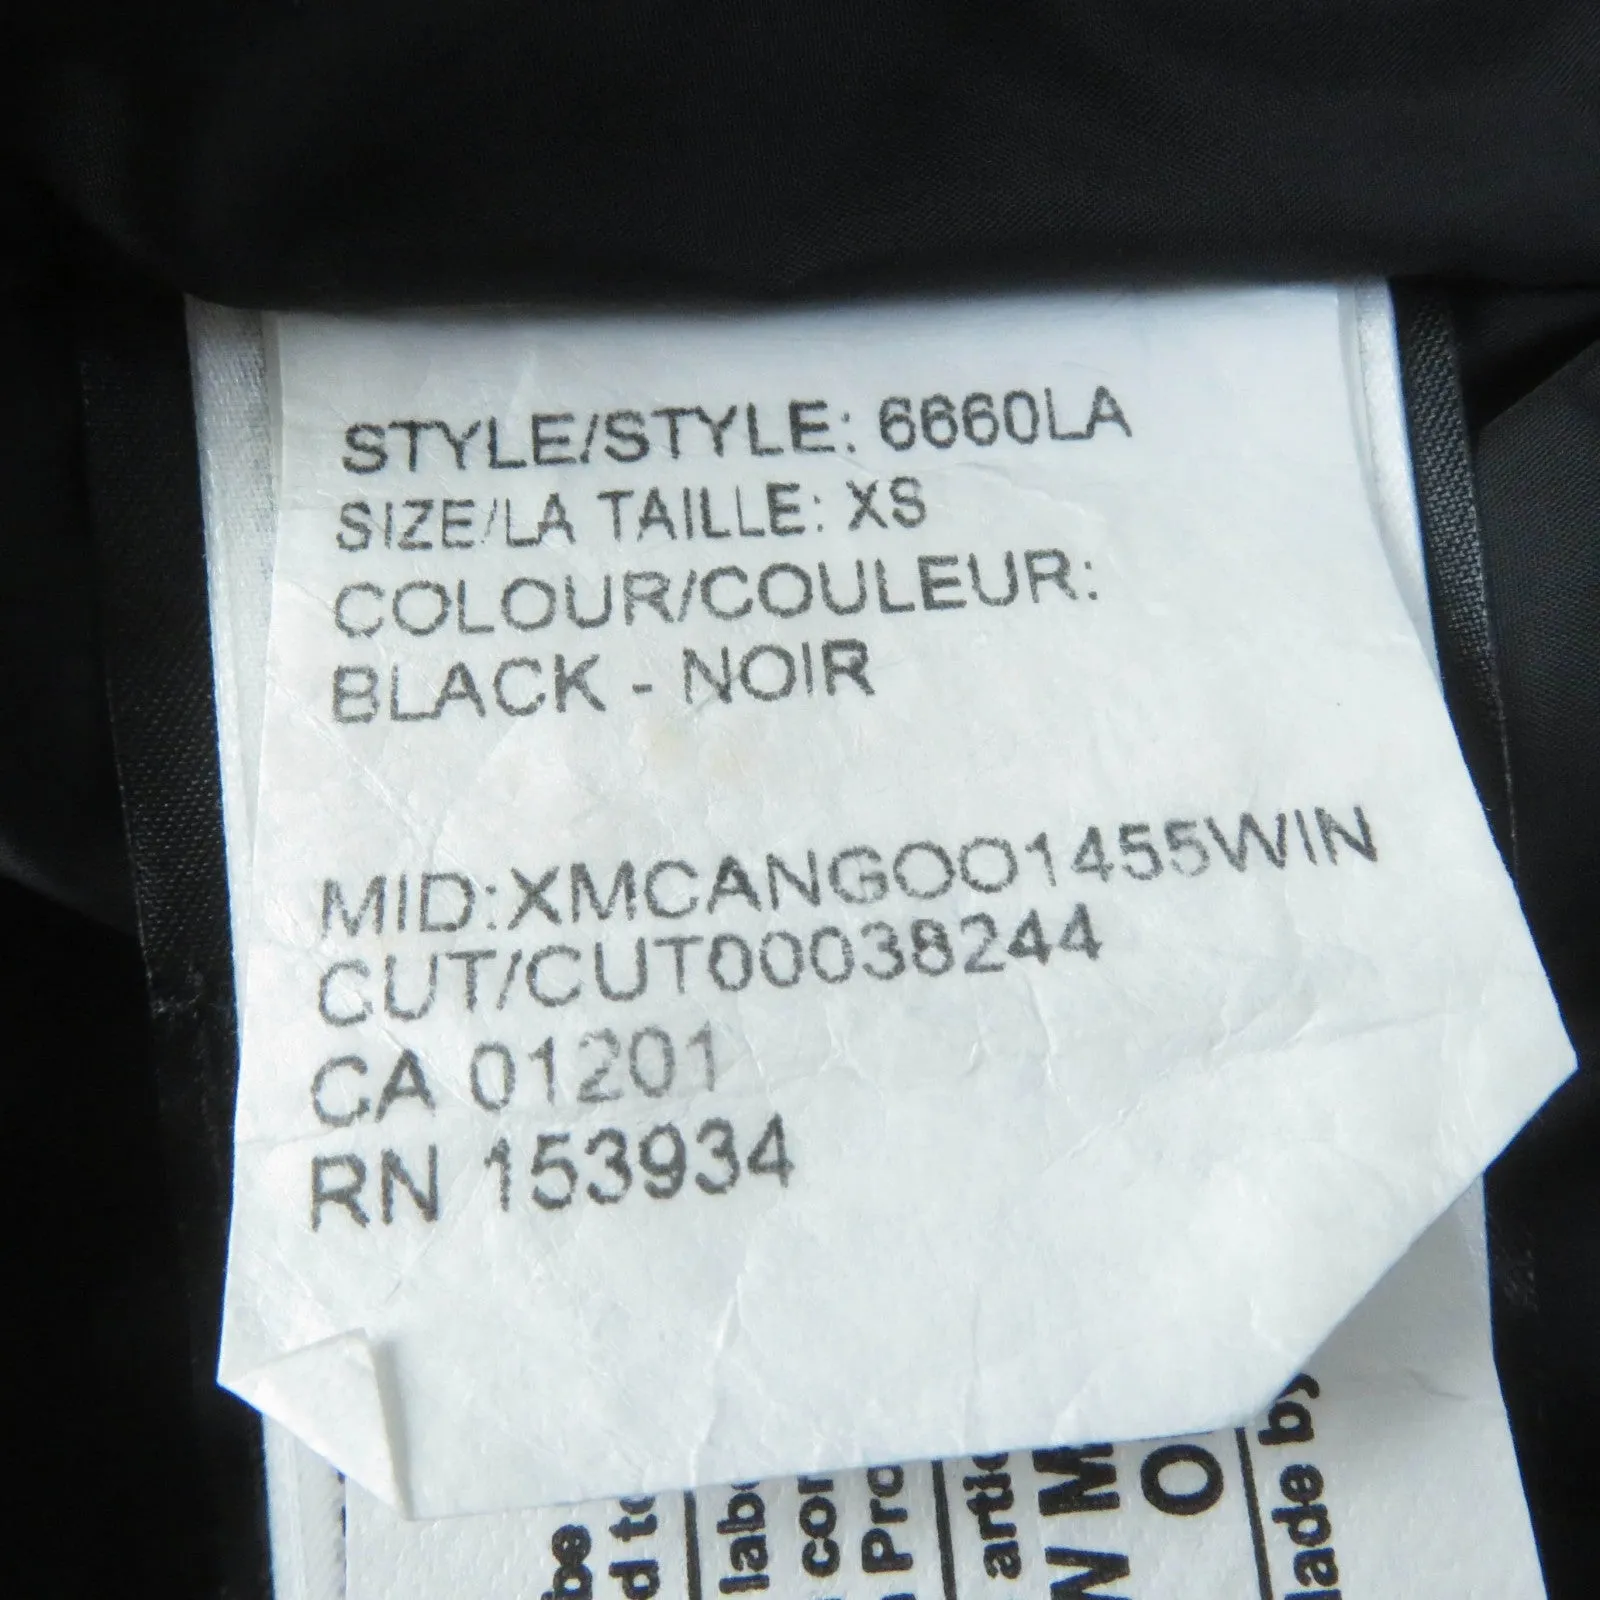 STYLE/STYLE: 6660LA
SIZE/LA TAILLE: XS
COLOUR/COULEUR:
BLACK - NOIR
MID:XMCANGOO1455WIN
CUT/CUT00038244
CA 01201
RN 153934